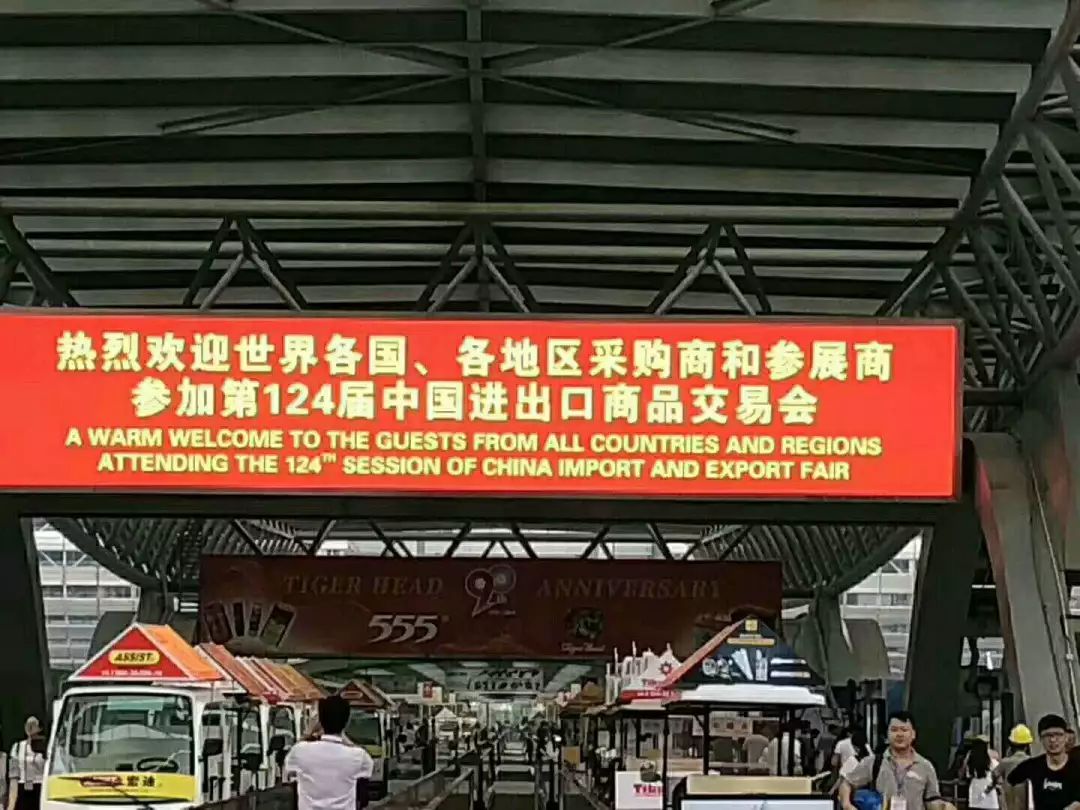 热烈欢迎世界各国、各地区采购商和参展商
参加第124届中国进出口商品交易会
A WARM WELCOME TO THE GUESTS FROM ALL COUNTRIES AND REGIONS
ATTENDING THE 124TH SESSION OF CHINA IMPORT AND EXPORT FAIR
TIGER HEAD 90 ANNIVERSARY
555
Tiger Head
ASSIST